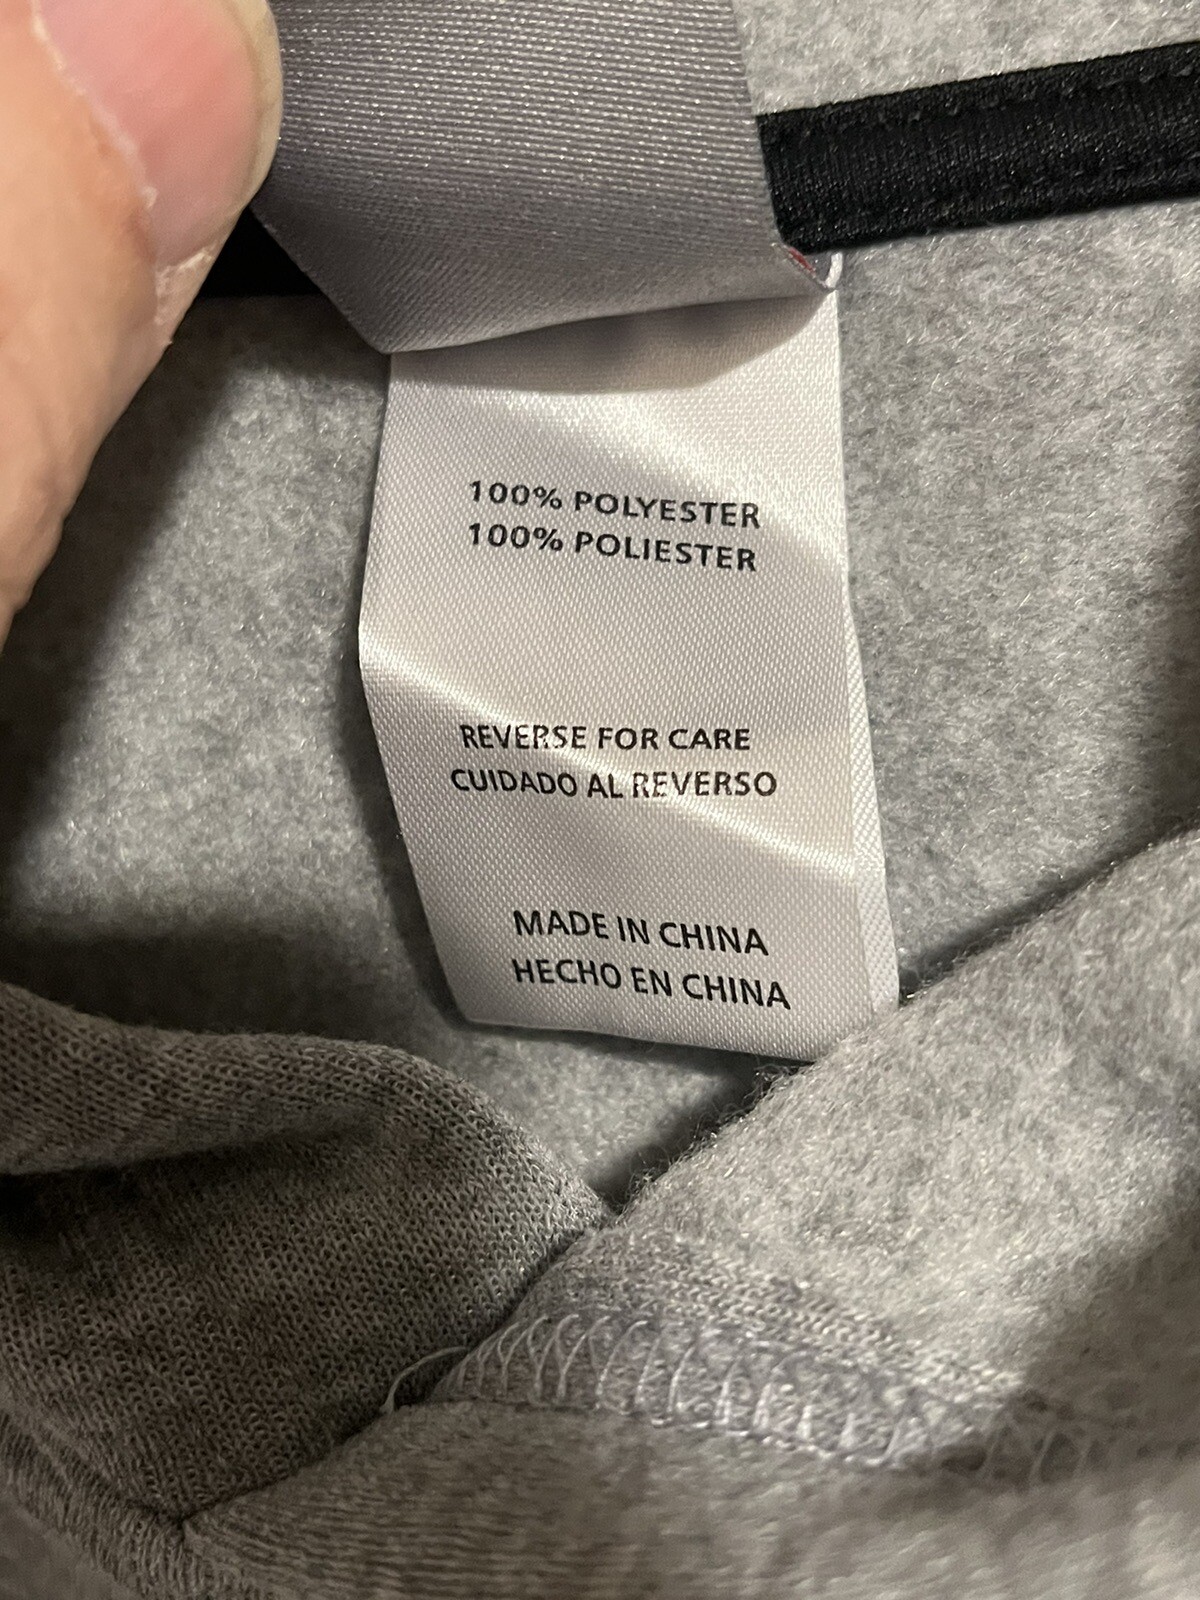 100% POLYESTER
100% POLIESTER
REVERSE FOR CARE
CUIDADO AL REVERSO
MADE IN CHINA
HECHO EN CHINA